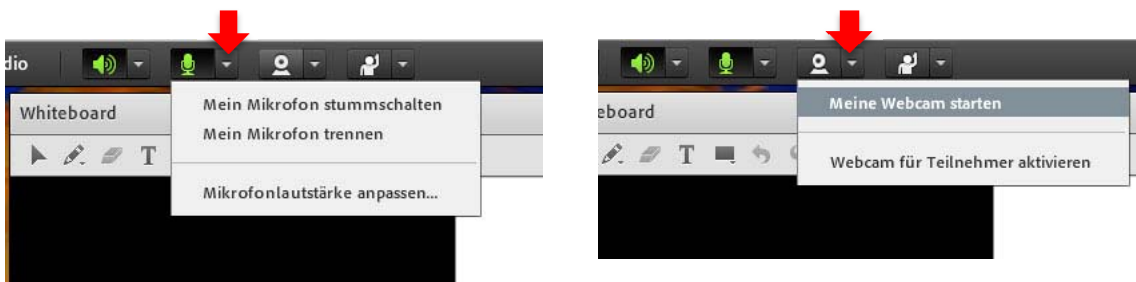 dio
Mein Mikrofon stummschalten
Whiteboard
Mein Mikrofon trennen
T
Mikrofonlautstärke anpassen...
eboard
Meine Webcam starten
T
Webcam für Teilnehmer aktivieren